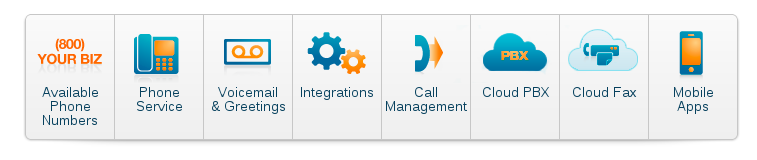 (800)
YOUR BIZ
Available
Phone
Numbers
Phone
Service
Voicemail
& Greetings
Integrations
Call
Management
PBX
Cloud PBX
Cloud Fax
Mobile
Apps